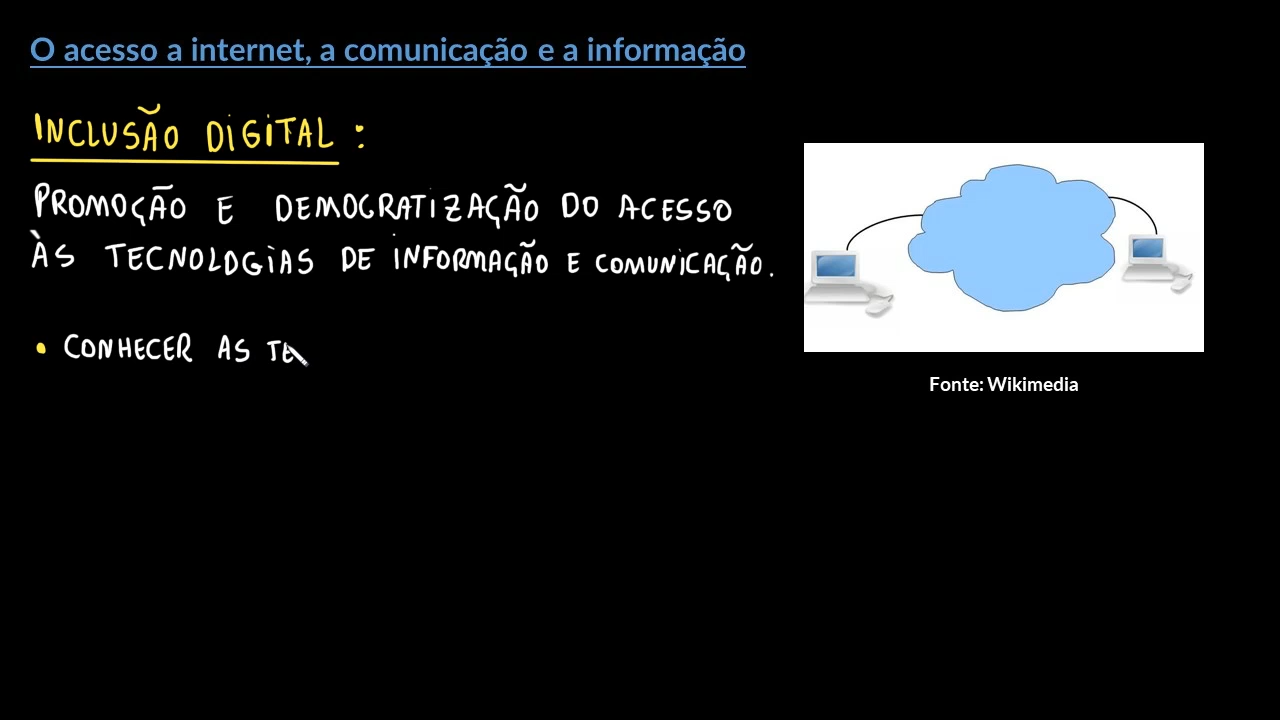 O acesso a internet, a comunicação e a informação
INCLUSÃO DIGITAL:
PROMOÇÃO E DEMOCRATIZAÇÃO DO ACESSO
ÀS TECNOLOGIAS DE INFORMAÇÃO E COMUNICAÇÃO.
• CONHECER AS TE
Fonte: Wikimedia